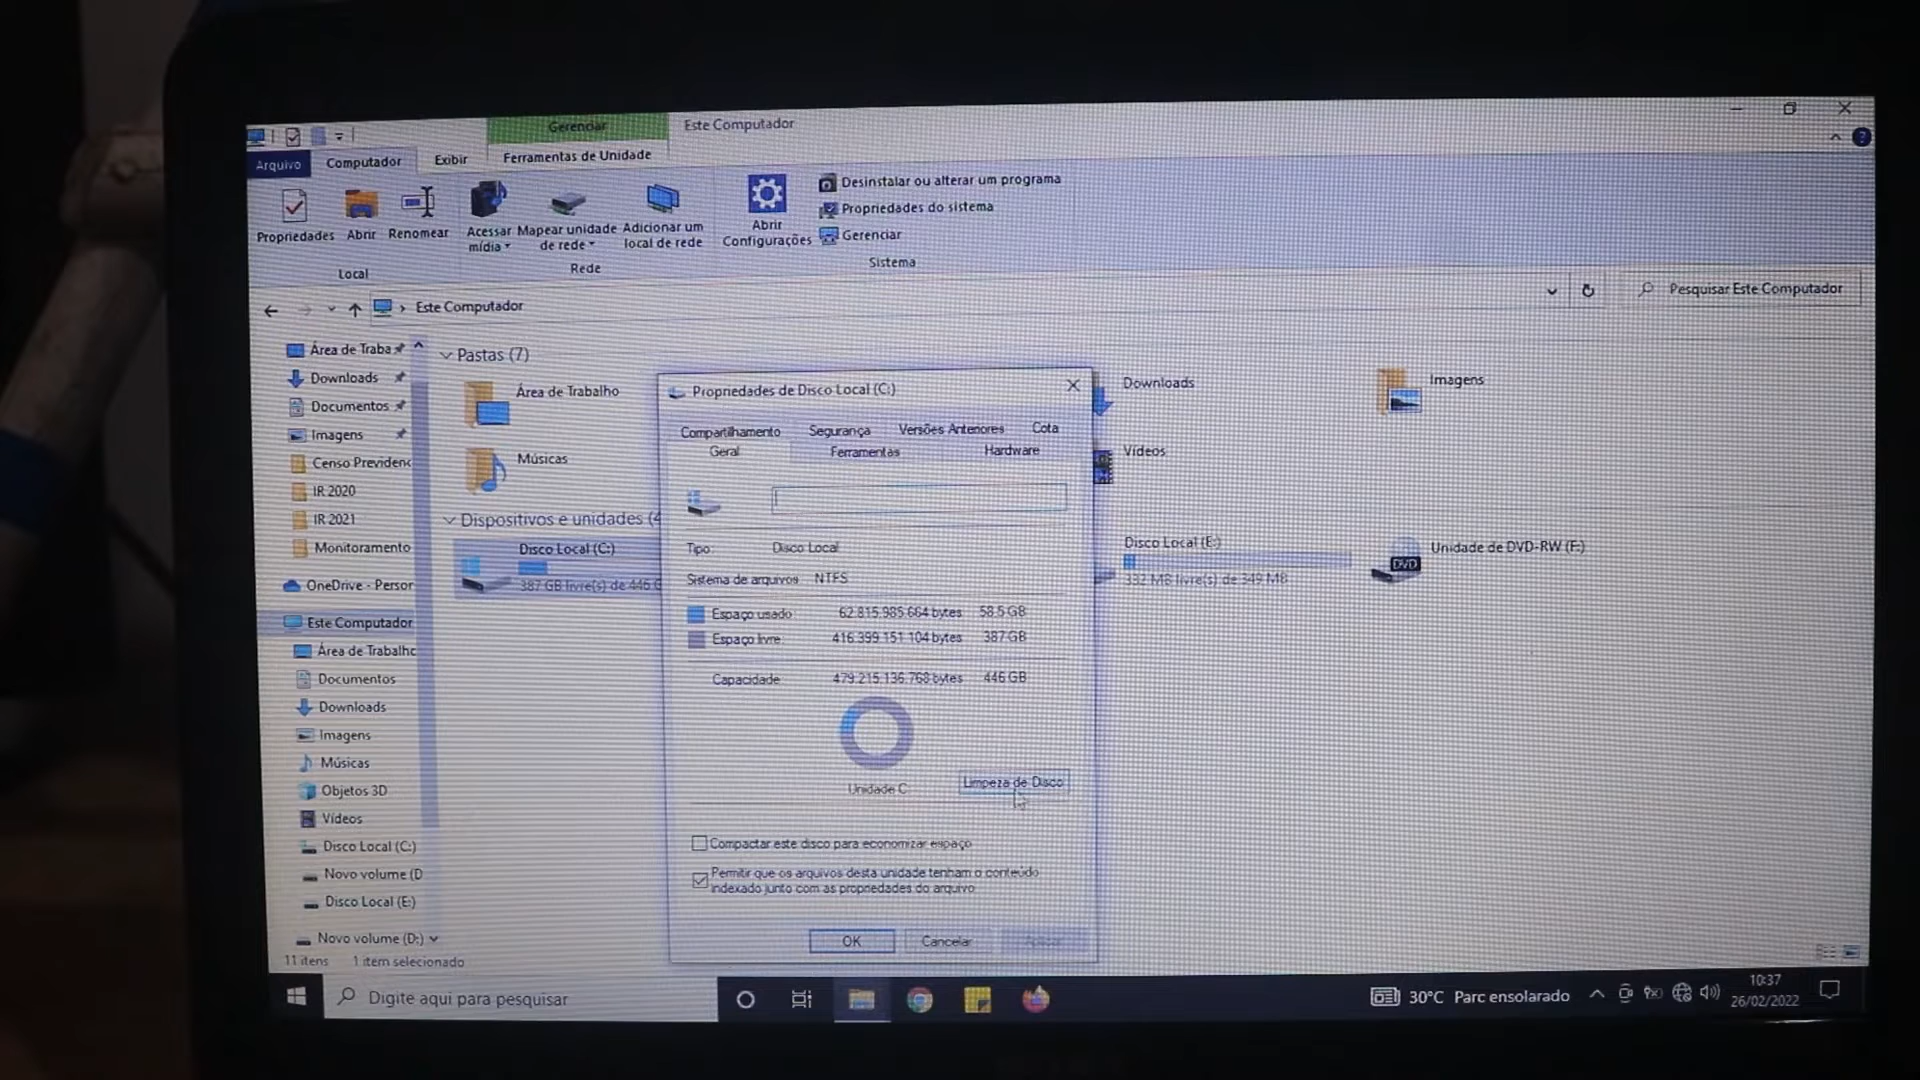 Gerenciar
Este Computador
Arquivo
Computador
Exibir
Ferramentas de Unidade
Propriedades
Abrir
Renomear
Acessar mídia
Mapear unidade de rede
Adicionar um local de rede
Abrir Configurações
Desinstalar ou alterar um programa
Propriedades do sistema
Gerenciar
Local
Rede
Sistema
Este Computador
Pesquisar Este Computador
Área de Traba
Downloads
Documentos
Imagens
Censo Previdenc
IR 2020
IR 2021
Monitoramento
OneDrive - Persor
Este Computador
Área de Trabalhc
Documentos
Downloads
Imagens
Músicas
Objetos 3D
Vídeos
Disco Local (C:)
Novo volume (D
Disco Local (E:)
Novo volume (D:)
11 itens
1 item selecionado
Pastas (7)
Área de Trabalho
Músicas
Downloads
Vídeos
Imagens
Dispositivos e unidades (4
Disco Local (C:)
387 GB livre(s) de 446 G
Disco Local (E:)
332 MB livre(s) de 349 MB
DVD
Unidade de DVD-RW (F:)
Propriedades de Disco Local (C:)
Compartilhamento
Segurança
Versões Anteriores
Cota
Geral
Ferramentas
Hardware
Tipo:
Disco Local
Sistema de arquivos: NTFS
Espaço usado: 62.815.985.664 bytes 58,5 GB
Espaço livre: 416.399.151.104 bytes 387 GB
Capacidade: 479.215.136.768 bytes 446 GB
Unidade C:
Limpeza de Disco
Compactar este disco para economizar espaço
Permitir que os arquivos desta unidade tenham o conteúdo
indexado junto com as propriedades do arquivo
OK
Cancelar
Aplicar
Digite aqui para pesquisar
30°C Parc ensolarado
10:37
26/02/2022